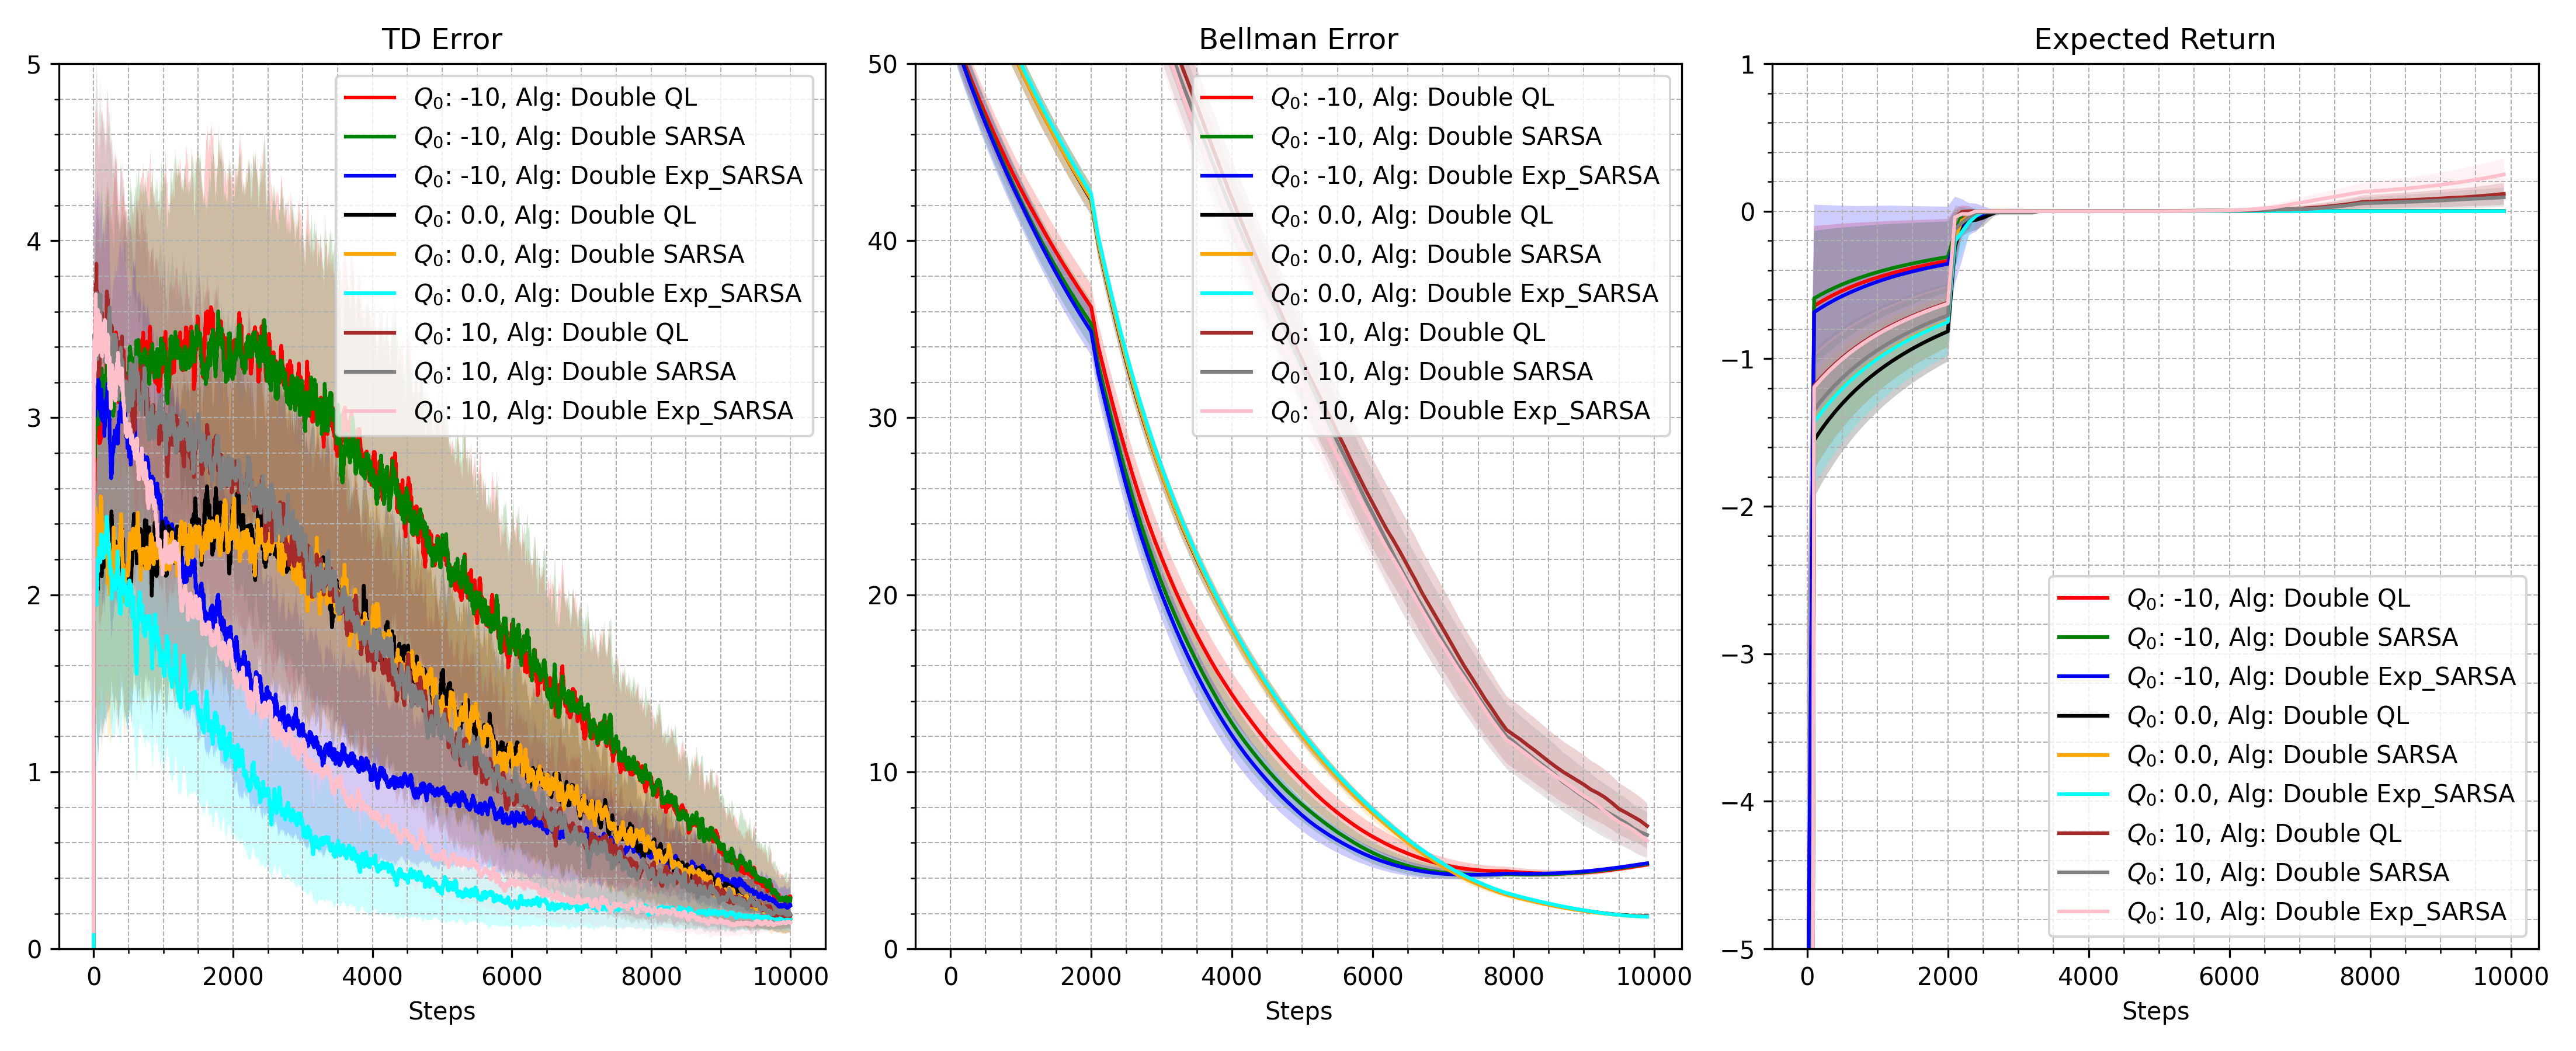 TD Error
5
4
3
2
1
0
0
2000
4000
6000
8000
10000
Steps
Q₀: -10, Alg: Double QL
Q₀: -10, Alg: Double SARSA
Q₀: -10, Alg: Double Exp_SARSA
Q₀: 0.0, Alg: Double QL
Q₀: 0.0, Alg: Double SARSA
Q₀: 0.0, Alg: Double Exp_SARSA
Q₀: 10, Alg: Double QL
Q₀: 10, Alg: Double SARSA
Q₀: 10, Alg: Double Exp_SARSA
Bellman Error
50
40
30
20
10
0
0
2000
4000
6000
8000
10000
Steps
Q₀: -10, Alg: Double QL
Q₀: -10, Alg: Double SARSA
Q₀: -10, Alg: Double Exp_SARSA
Q₀: 0.0, Alg: Double QL
Q₀: 0.0, Alg: Double SARSA
Q₀: 0.0, Alg: Double Exp_SARSA
Q₀: 10, Alg: Double QL
Q₀: 10, Alg: Double SARSA
Q₀: 10, Alg: Double Exp_SARSA
Expected Return
1
0
−1
−2
−3
−4
−5
0
2000
4000
6000
8000
10000
Steps
Q₀: -10, Alg: Double QL
Q₀: -10, Alg: Double SARSA
Q₀: -10, Alg: Double Exp_SARSA
Q₀: 0.0, Alg: Double QL
Q₀: 0.0, Alg: Double SARSA
Q₀: 0.0, Alg: Double Exp_SARSA
Q₀: 10, Alg: Double QL
Q₀: 10, Alg: Double SARSA
Q₀: 10, Alg: Double Exp_SARSA